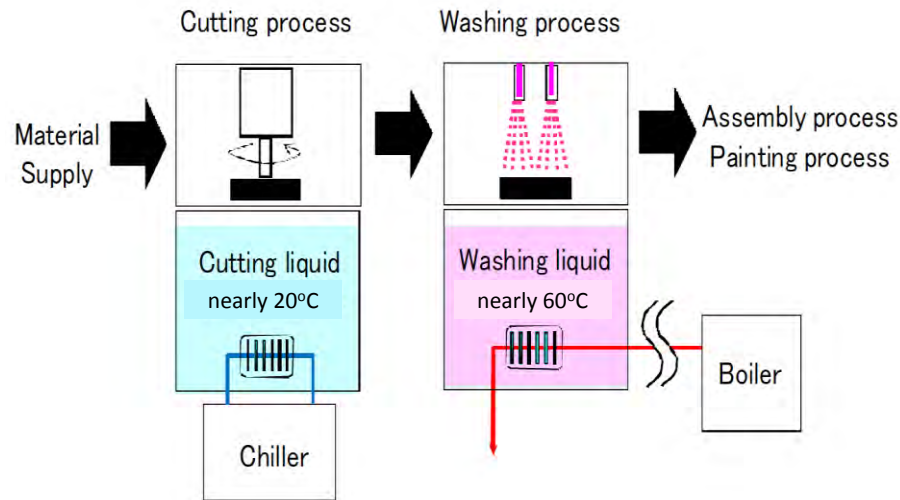 Cutting process
Washing process
Material
Supply
Assembly process
Painting process
Cutting liquid
nearly 20°C
Washing liquid
nearly 60°C
Chiller
Boiler